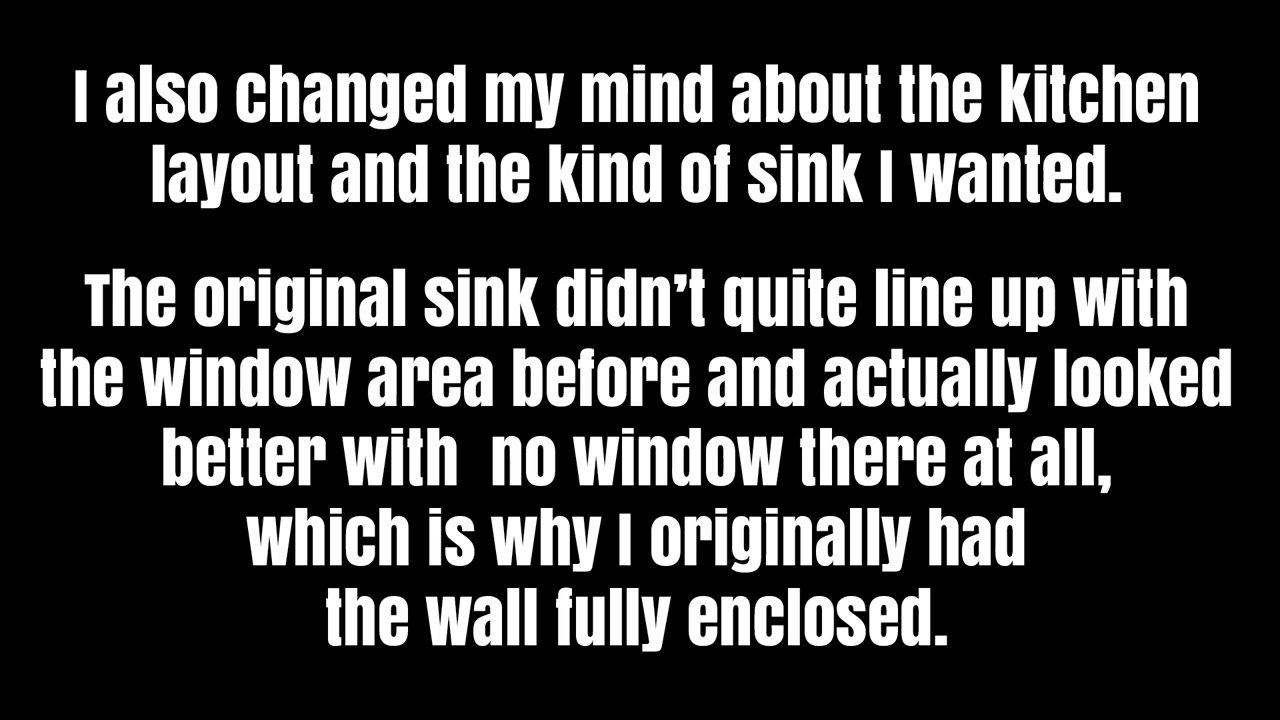 I also changed my mind about the kitchen
layout and the kind of sink I wanted.
The original sink didn’t quite line up with
the window area before and actually looked
better with  no window there at all,
which is why I originally had
the wall fully enclosed.